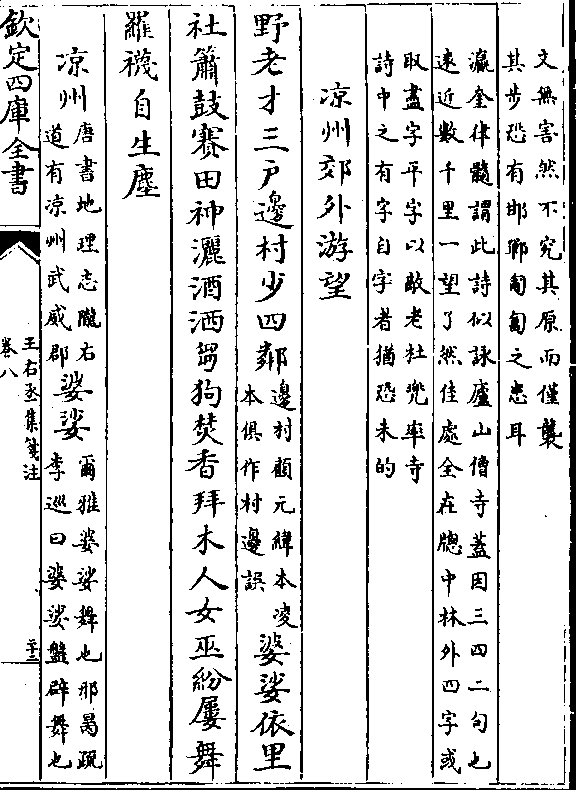 文無害然不究其原而僅襲
其步恐有邯鄲匍匐之患耳
瀛奎律髓謂此詩似詠廬山僧寺蓋因三四二句也
遠近數千里一望了然佳處全在牕中林外四字或
取盡字平字以敵老杜兜率寺
詩中之有字自字者猶恐未的
涼州郊外游望
野老才三戶邊村少四鄰
邊村顧元緯本凌
本俱作村邊誤
婆娑依里
社簫鼓賽田神灑酒洒芻狗焚香拜木人女巫紛屢舞
羅襪自生塵
涼州
唐書地理志隴右
道有涼州武威郡
婆娑
爾雅婆娑舞也邢昺疏
李巡曰婆娑盤辟舞也
欽定四庫全書
王右丞集箋注
卷八
二十三